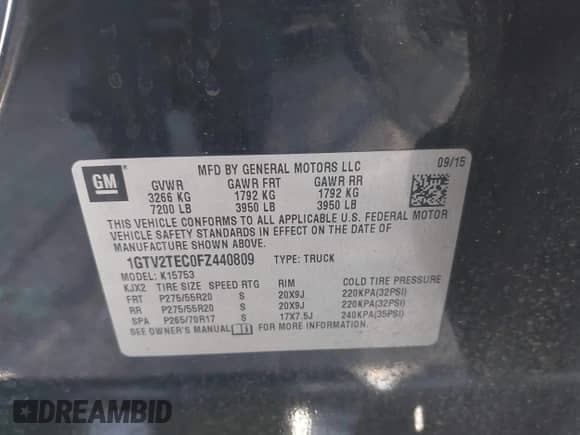 GM
MFD BY GENERAL MOTORS LLC
09/15
GVWR GAWR FRT GAWR RR
3266 KG 1792 KG 1792 KG
7200 LB 3950 LB 3950 LB
THIS VEHICLE CONFORMS TO ALL APPLICABLE U.S. FEDERAL MOTOR
VEHICLE SAFETY STANDARDS IN EFFECT ON THE DATE OF
MANUFACTURE SHOWN ABOVE.
1GTV2TEC0FZ440809 TYPE: TRUCK
MODEL: K15753
KJX2 TIRE SIZE SPEED RTG RIM COLD TIRE PRESSURE
FRT P275/55R20 S 20X9J 220KPA(32PSI)
RR P275/55R20 S 20X9J 220KPA(32PSI)
SPA P265/70R17 S 17X7.5J 240KPA(35PSI)
SEE OWNER'S MANUAL FOR MORE INFORMATION.
DREAMBID